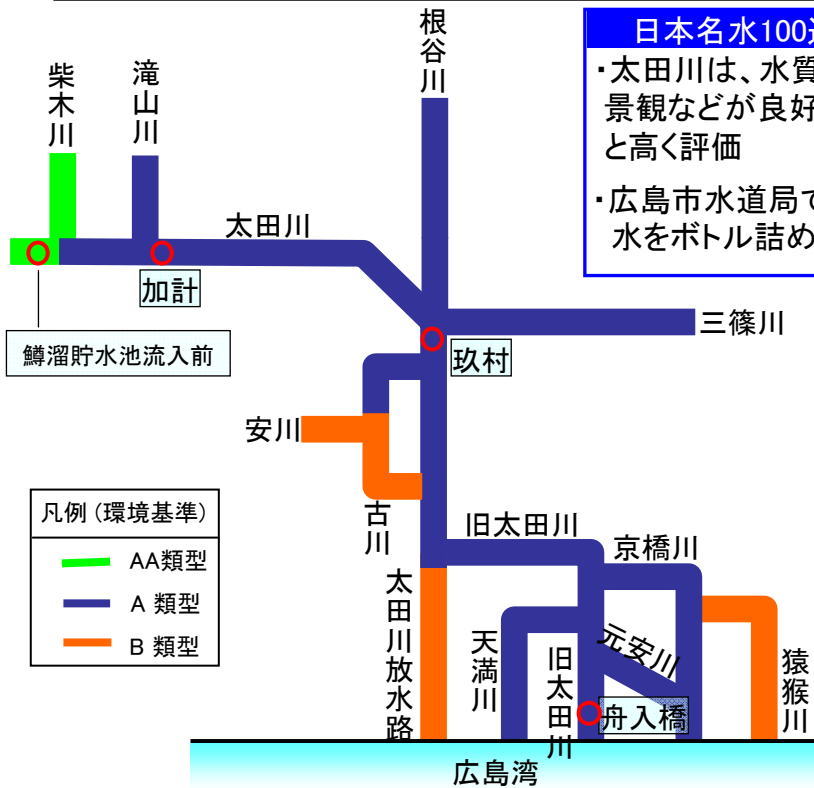 日本名水100
・太田川は、水質
景観などが良好
と高く評価
・広島市水道局で
水をボトル詰め
根谷川
柴木川
滝山川
太田川
加計
鱒溜貯水池流入前
三篠川
玖村
安川
古川
凡例（環境基準）
AA類型
A 類型
B 類型
旧太田川
京橋川
太田川放水路
天満川
旧太田川
元安川
舟入橋
猿猴川
広島湾